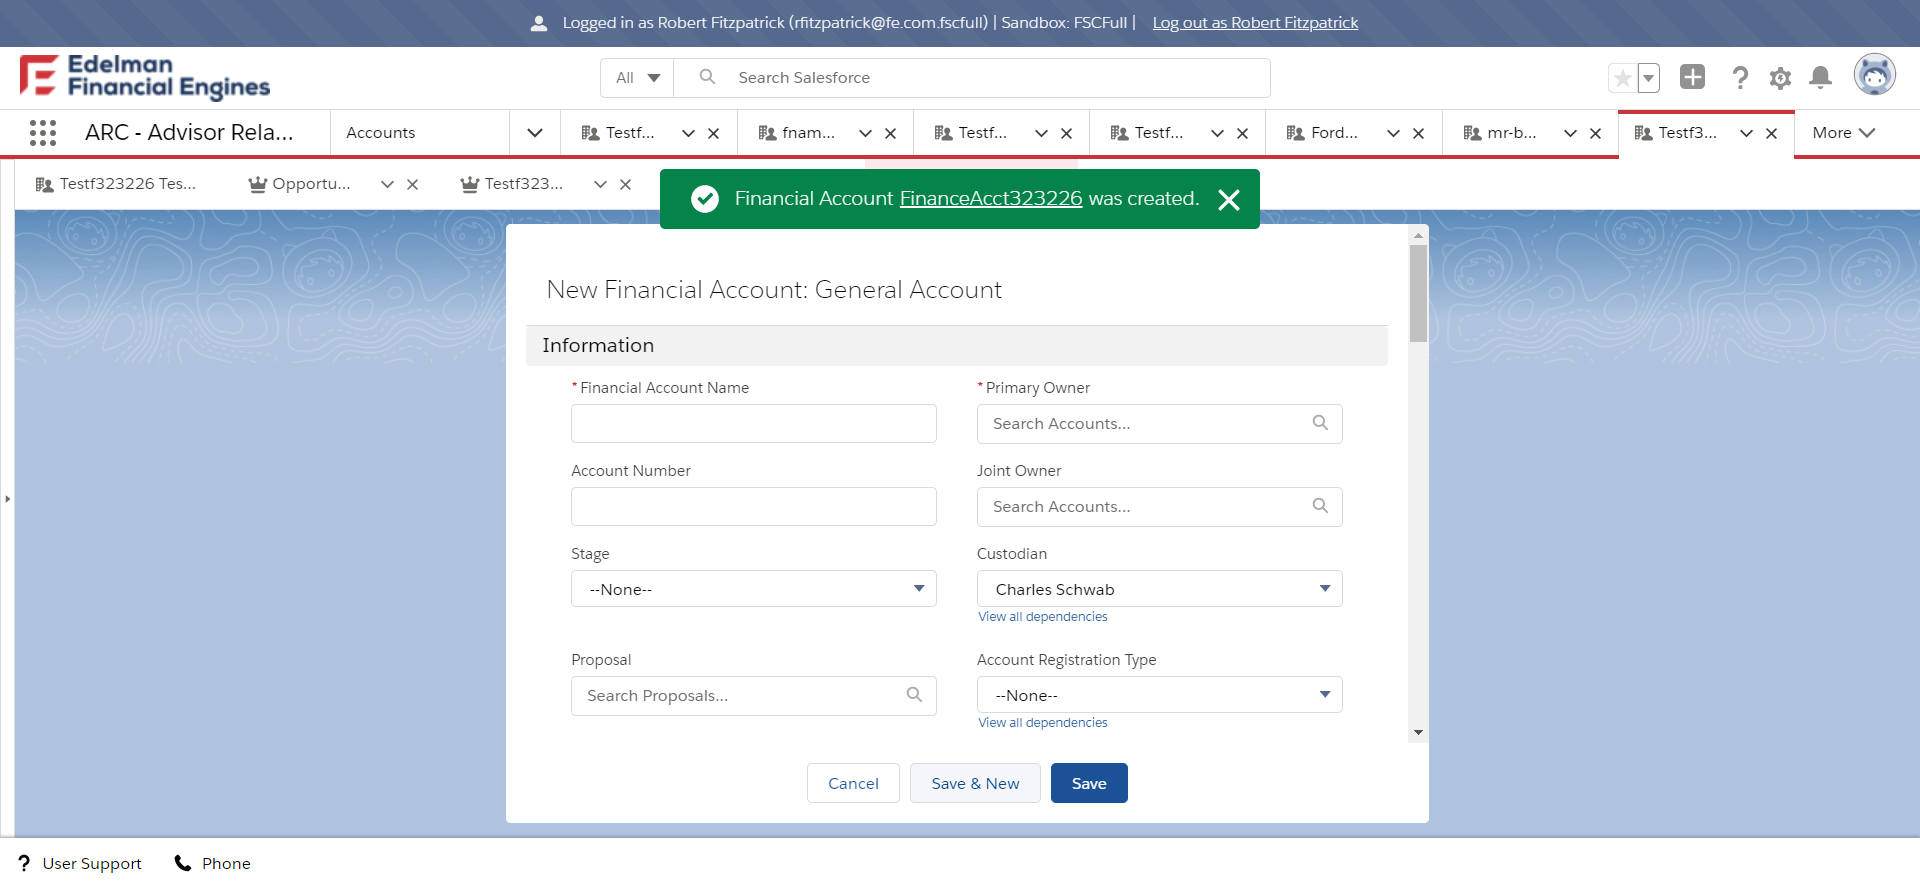 Logged in as Robert Fitzpatrick (rfitzpatrick@fe.com.fscfull) | Sandbox: FSCFull | Log out as Robert Fitzpatrick
Edelman
Financial Engines
All
Search Salesforce
ARC - Advisor Rela...
Accounts
Testf...
fnam...
Testf...
Testf...
Ford...
mr-b...
Testf3...
More
Testf323226 Tes...
Opportu...
Testf323...
Financial Account FinanceAcct323226 was created.
New Financial Account: General Account
Information
* Financial Account Name
* Primary Owner
Search Accounts...
Account Number
Joint Owner
Search Accounts...
Stage
Custodian
--None--
Charles Schwab
View all dependencies
Proposal
Account Registration Type
Search Proposals...
--None--
View all dependencies
Cancel
Save & New
Save
? User Support
Phone